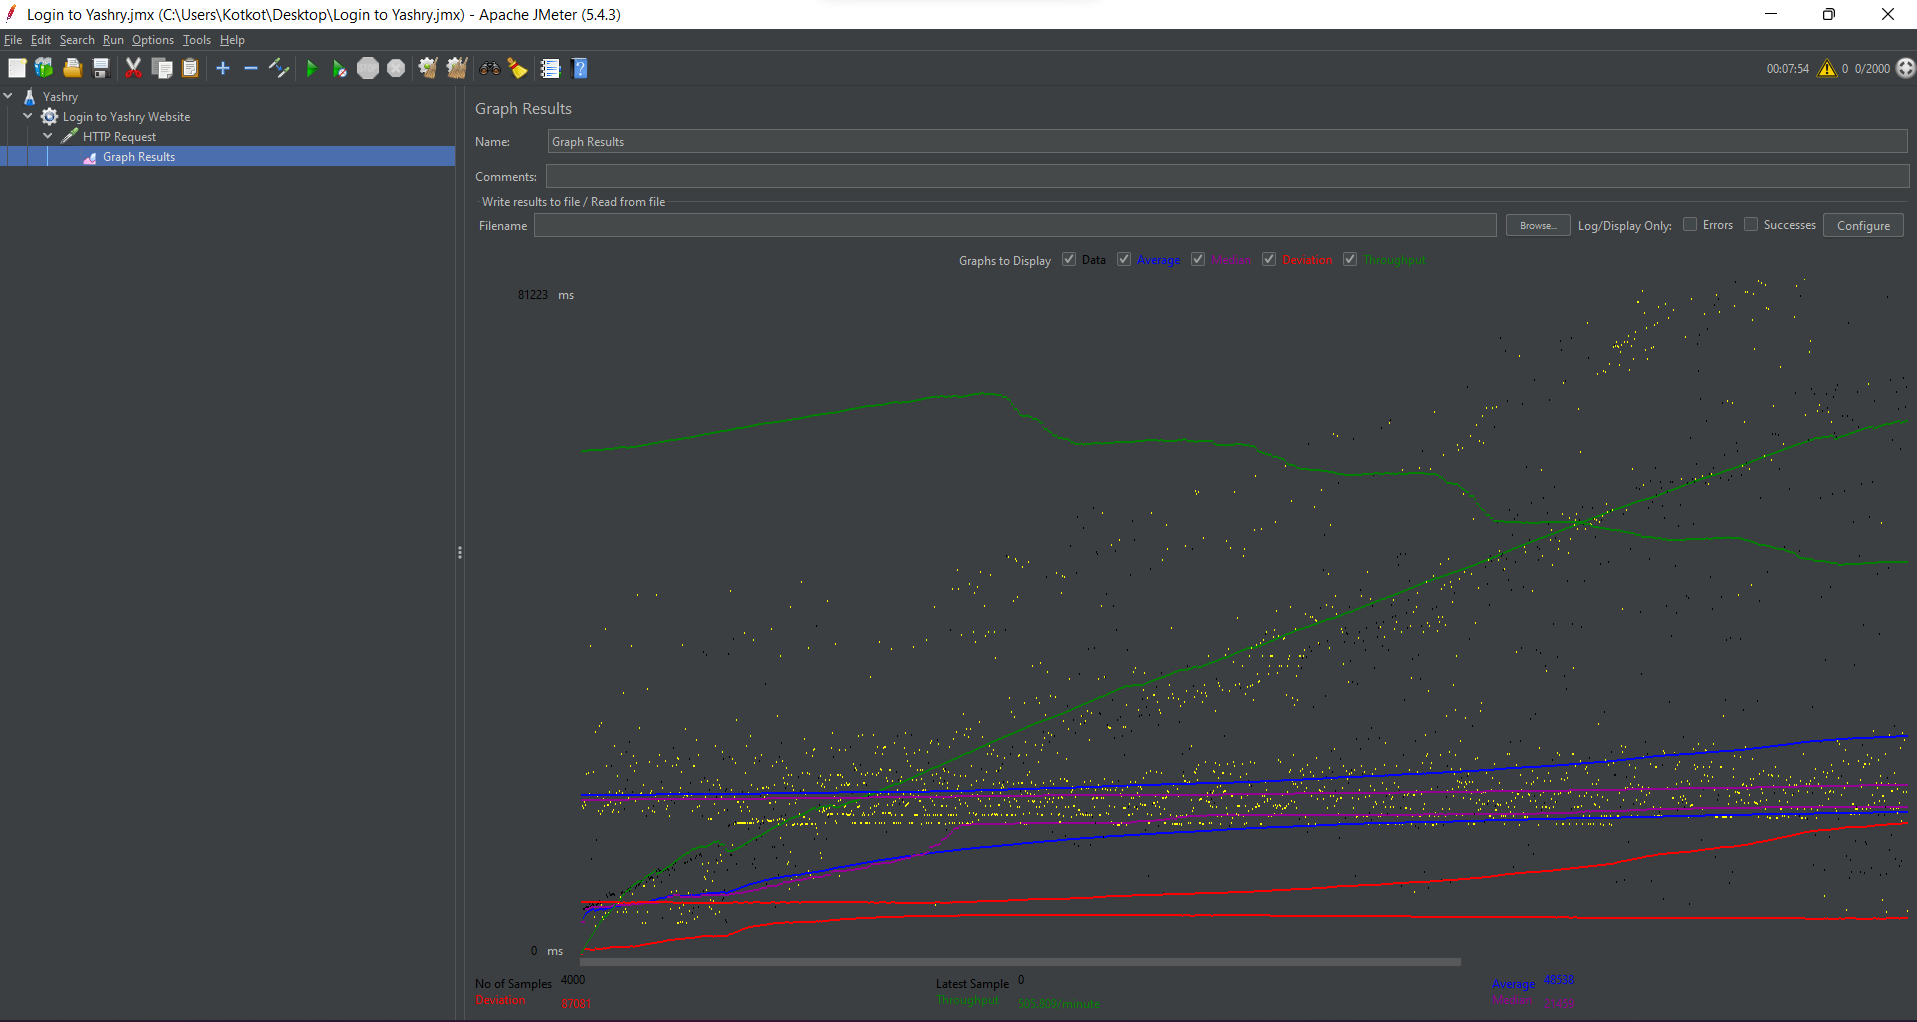 Login to Yashry.jmx (C:\Users\Kotkot\Desktop\Login to Yashry.jmx) - Apache JMeter (5.4.3)
File Edit Search Run Options Tools Help
00:07:54 0 0/2000
Yashry
Login to Yashry Website
HTTP Request
Graph Results
Graph Results
Name: Graph Results
Comments:
Write results to file / Read from file
Filename Browse... Log/Display Only: Errors Successes Configure
Graphs to Display Data Average Median Deviation Throughput
81223 ms
0 ms
No of Samples 4000 Latest Sample 0 Average 48538
Deviation 87081 Throughput 505.809/minute Median